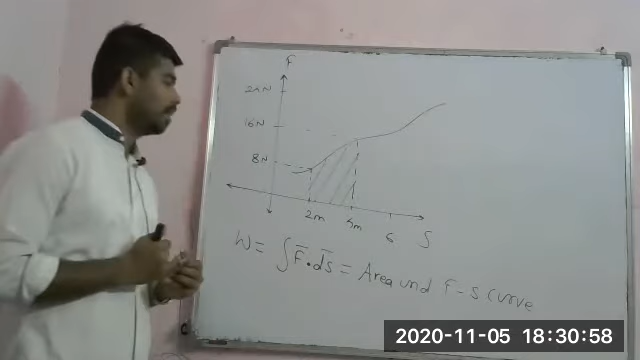 F
24N
16N
8N
2m 4m 6 S
W = ∫ F̅ · dS̅ = Area und F - S curve
2020-11-05 18:30:58